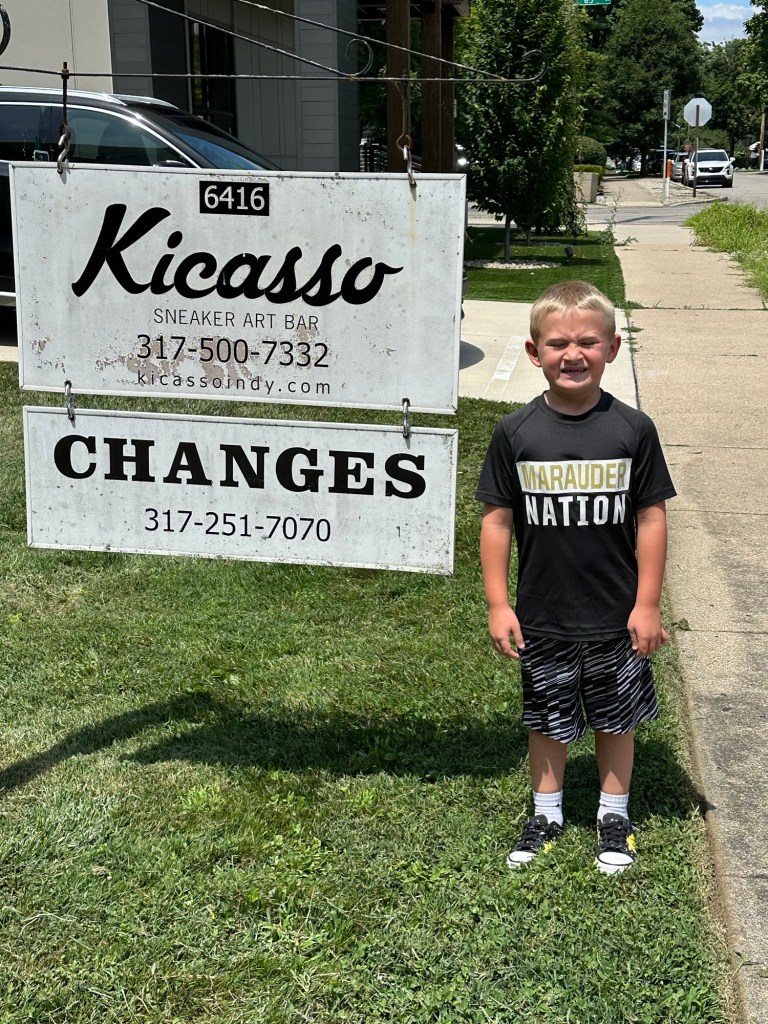 6416
Kicasso
SNEAKER ART BAR
317-500-7332
kicassoindy.com
CHANGES
317-251-7070
MARAUDER
NATION